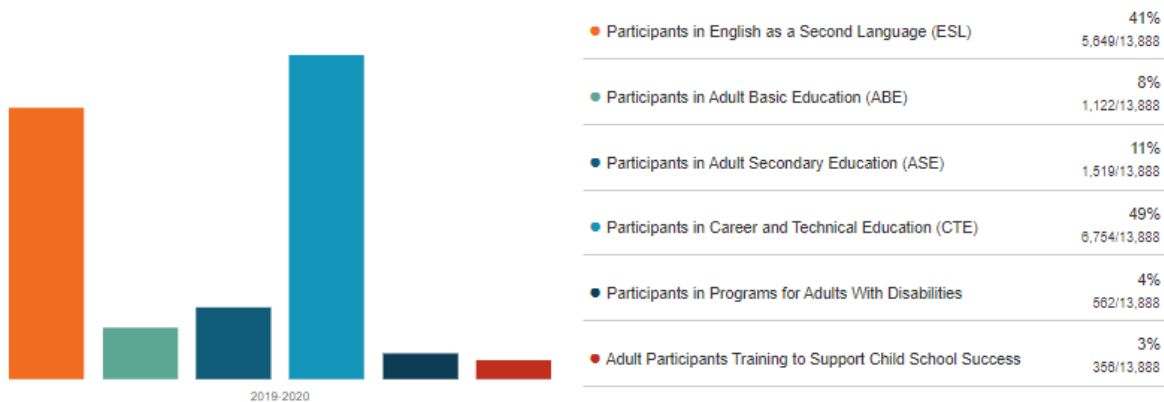 41%
Participants in English as a Second Language (ESL)
5,649/13,888
8%
Participants in Adult Basic Education (ABE)
1,122/13,888
11%
Participants in Adult Secondary Education (ASE)
1,519/13,888
49%
Participants in Career and Technical Education (CTE)
6,754/13,888
4%
Participants in Programs for Adults With Disabilities
562/13,888
3%
Adult Participants Training to Support Child School Success
356/13,888
2019-2020